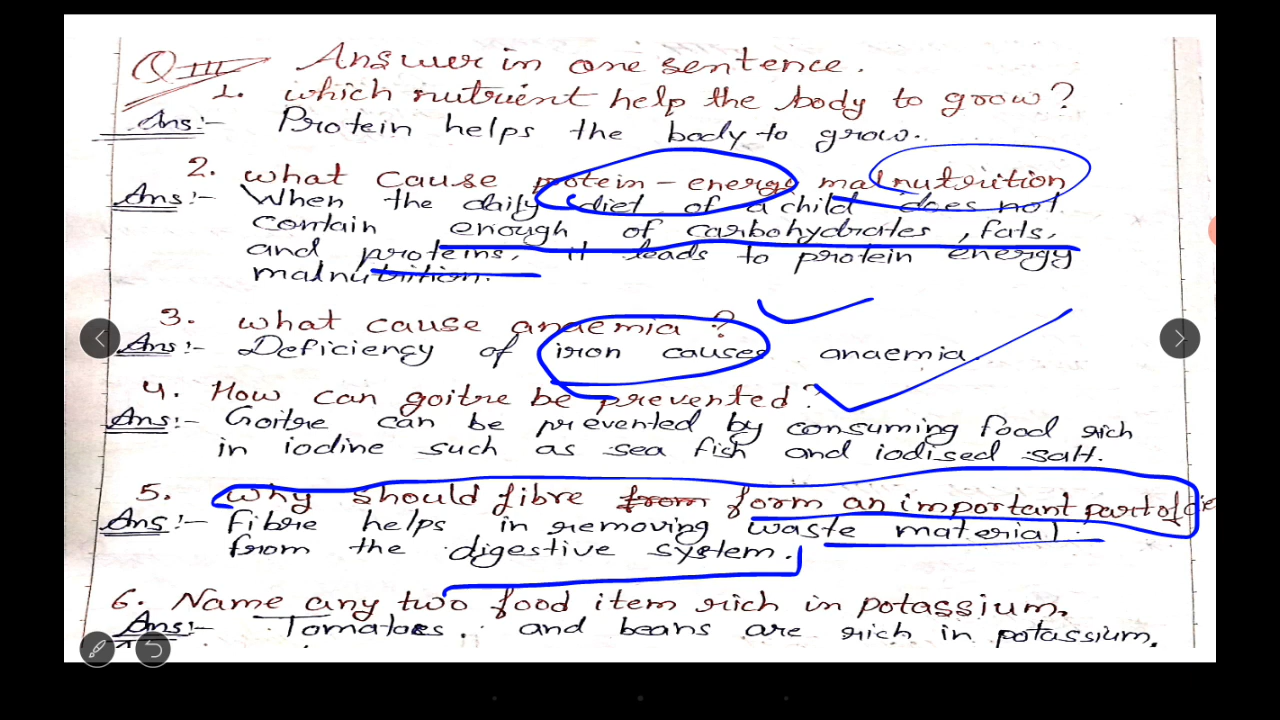 Q III Answer in one sentence.
1. which nutrient help the body to grow?
Ans:- Protein helps the body to grow.
2. what cause protein - energy malnutrition
Ans:- When the daily diet of a child does not
contain enough of carbohydrates, fats,
and proteins, it leads to protein energy
malnutrition.
3. what cause anaemia ?
Ans:- Deficiency of iron causes anaemia.
4. How can goitre be prevented?
Ans:- Goitre can be prevented by consuming food rich
in iodine such as sea fish and iodised salt.
5. why should fibre from form an important part of die
Ans:- fibre helps in removing waste material
from the digestive system.
6. Name any two food item rich in potassium.
Ans:- Tomatoes. and beans are rich in potassium.